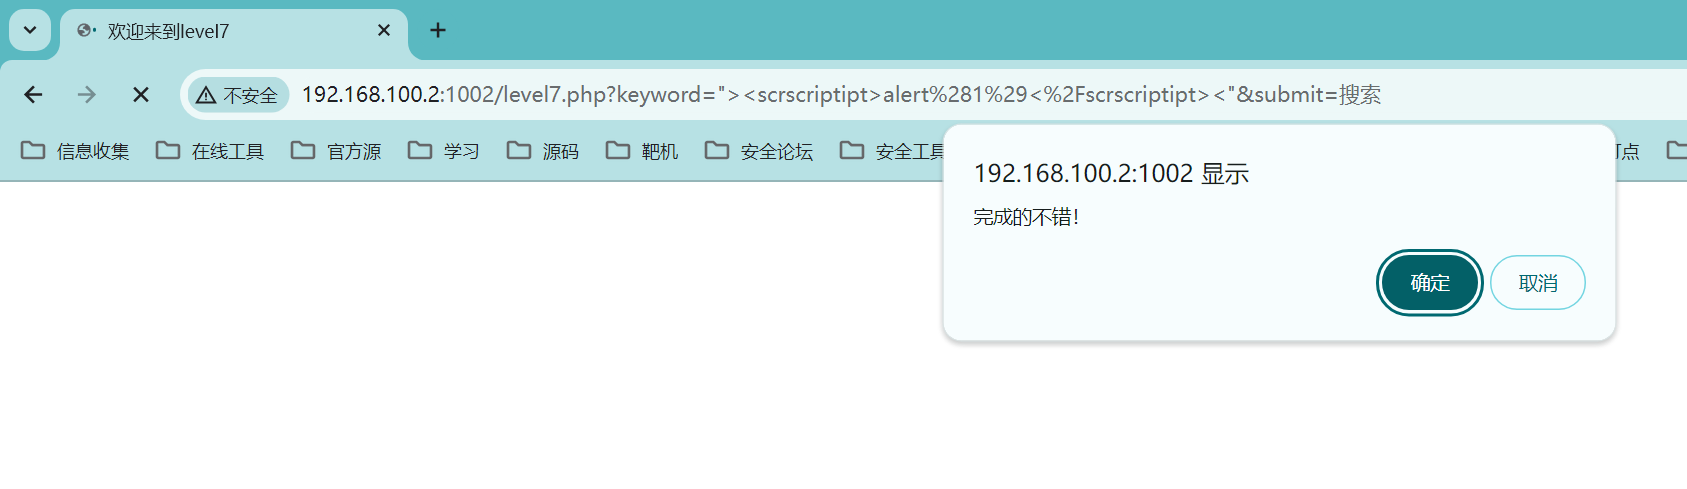 欢迎来到level7
不安全 192.168.100.2:1002/level7.php?keyword="><scrscriptipt>alert%281%29<%2Fscrscriptipt><"&submit=搜索
信息收集 在线工具 官方源 学习 源码 靶机 安全论坛 安全工具
192.168.100.2:1002 显示
完成的不错！
确定 取消